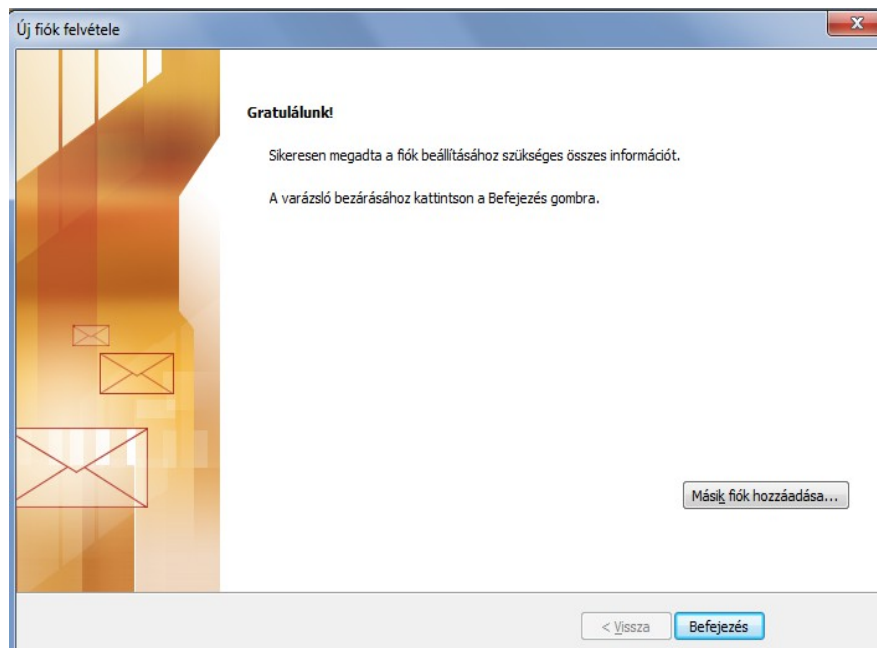 Új fiók felvétele
Gratulálunk!
Sikeresen megadta a fiók beállításához szükséges összes információt.
A varázsló bezárásához kattintson a Befejezés gombra.
Másik fiók hozzáadása...
< Vissza
Befejezés